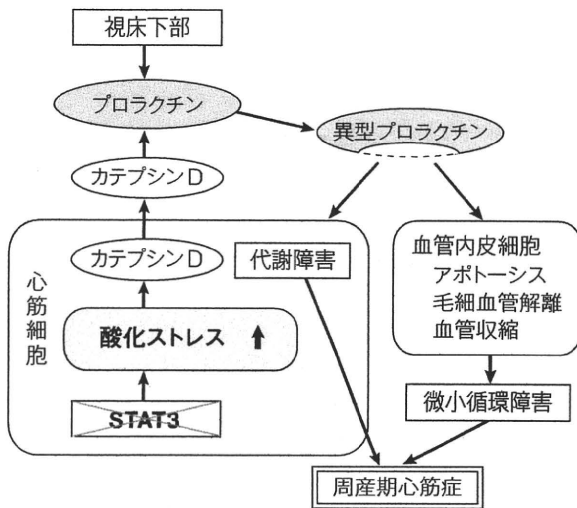 視床下部
プロラクチン
異型プロラクチン
カテプシンD
カテプシンD
代謝障害
血管内皮細胞
アポトーシス
毛細血管解離
血管収縮
心筋細胞
酸化ストレス ⬆
STAT3
微小循環障害
周産期心筋症